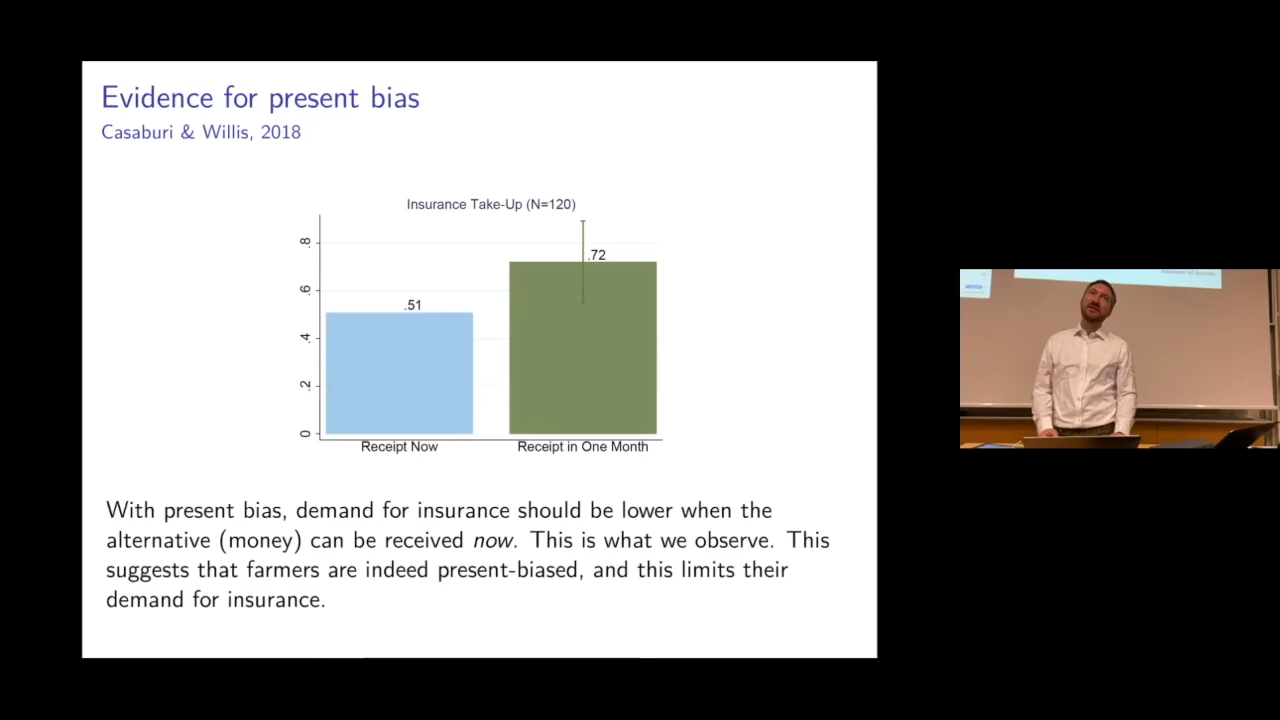 Evidence for present bias
Casaburi & Willis, 2018
Insurance Take-Up (N=120)
.8
.6
.4
.2
0
.51
.72
Receipt Now
Receipt in One Month
With present bias, demand for insurance should be lower when the
alternative (money) can be received now. This is what we observe. This
suggests that farmers are indeed present-biased, and this limits their
demand for insurance.